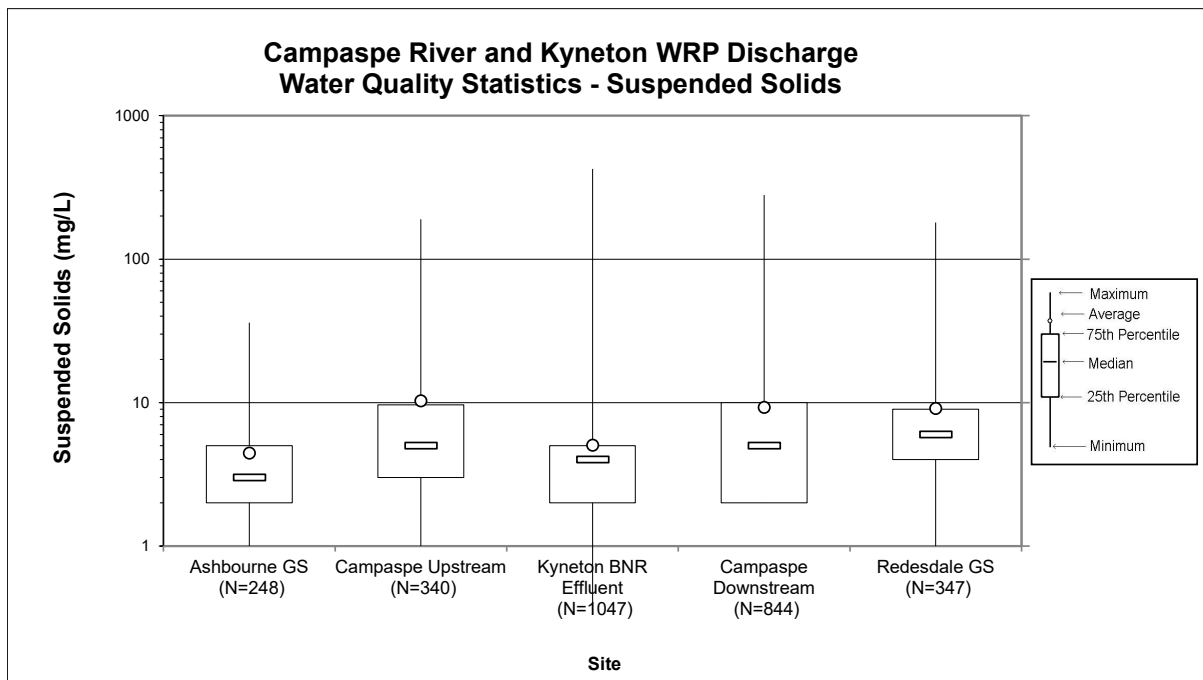 Campaspe River and Kyneton WRP Discharge
Water Quality Statistics - Suspended Solids
Suspended Solids (mg/L)
1000
100
10
1
Ashbourne GS
(N=248)
Campaspe Upstream
(N=340)
Kyneton BNR
Effluent
(N=1047)
Campaspe
Downstream
(N=844)
Redesdale GS
(N=347)
Site
Maximum
Average
75th Percentile
Median
25th Percentile
Minimum